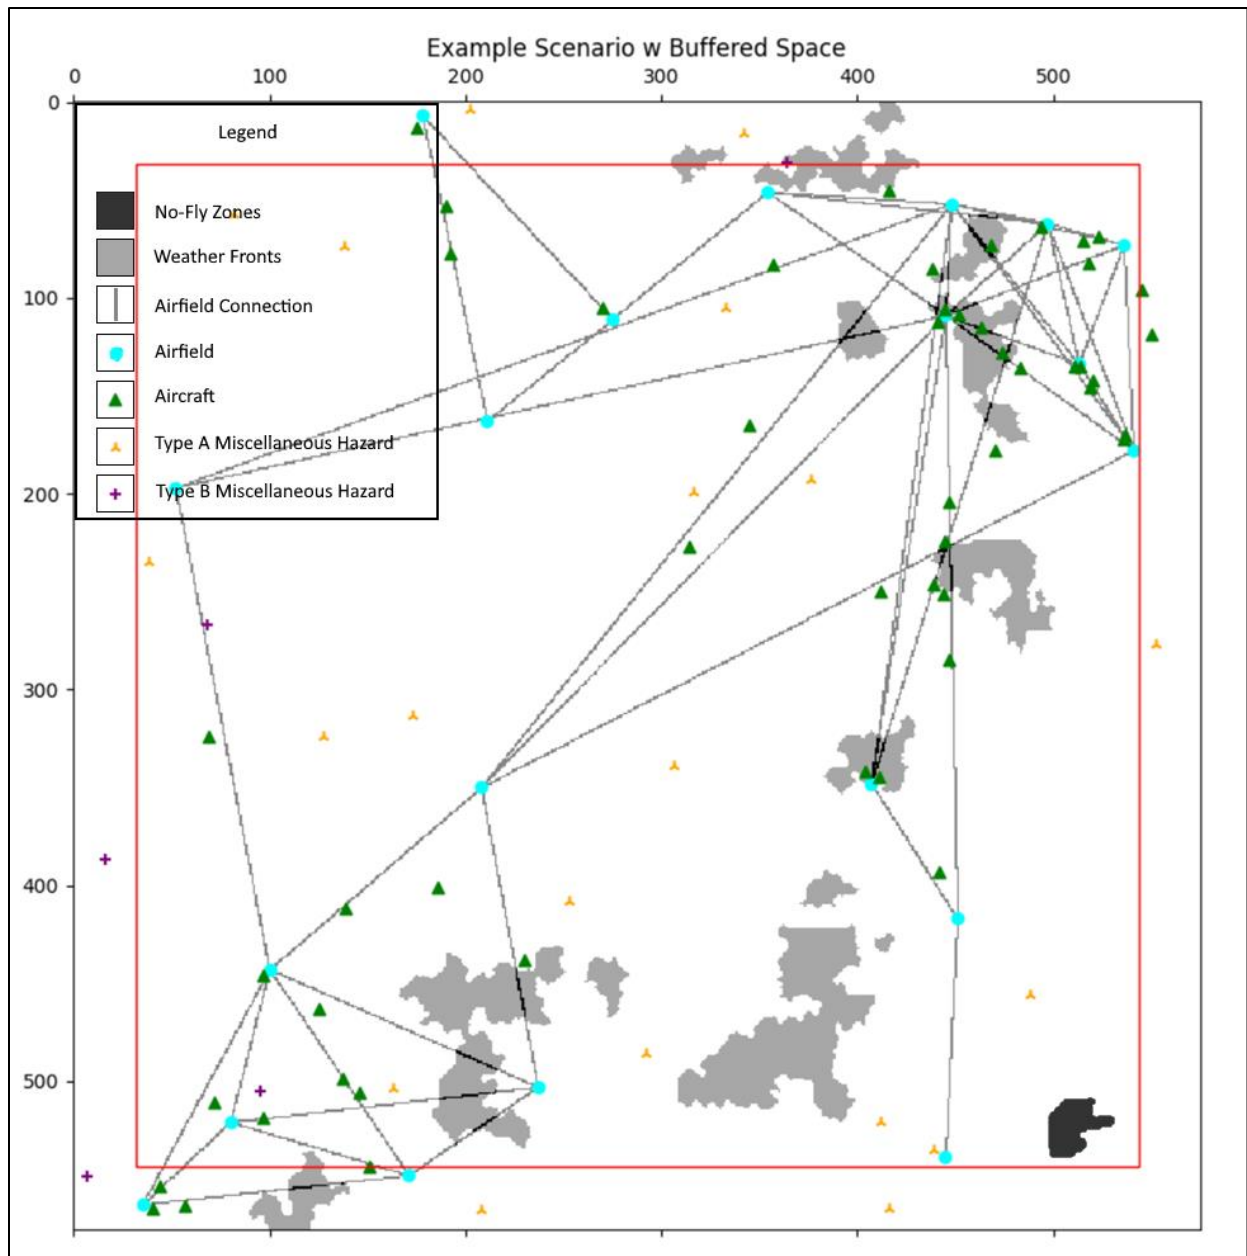 Example Scenario w Buffered Space
0 100 200 300 400 500
0
100
200
300
400
500
Legend
No-Fly Zones
Weather Fronts
Airfield Connection
Airfield
Aircraft
Type A Miscellaneous Hazard
Type B Miscellaneous Hazard